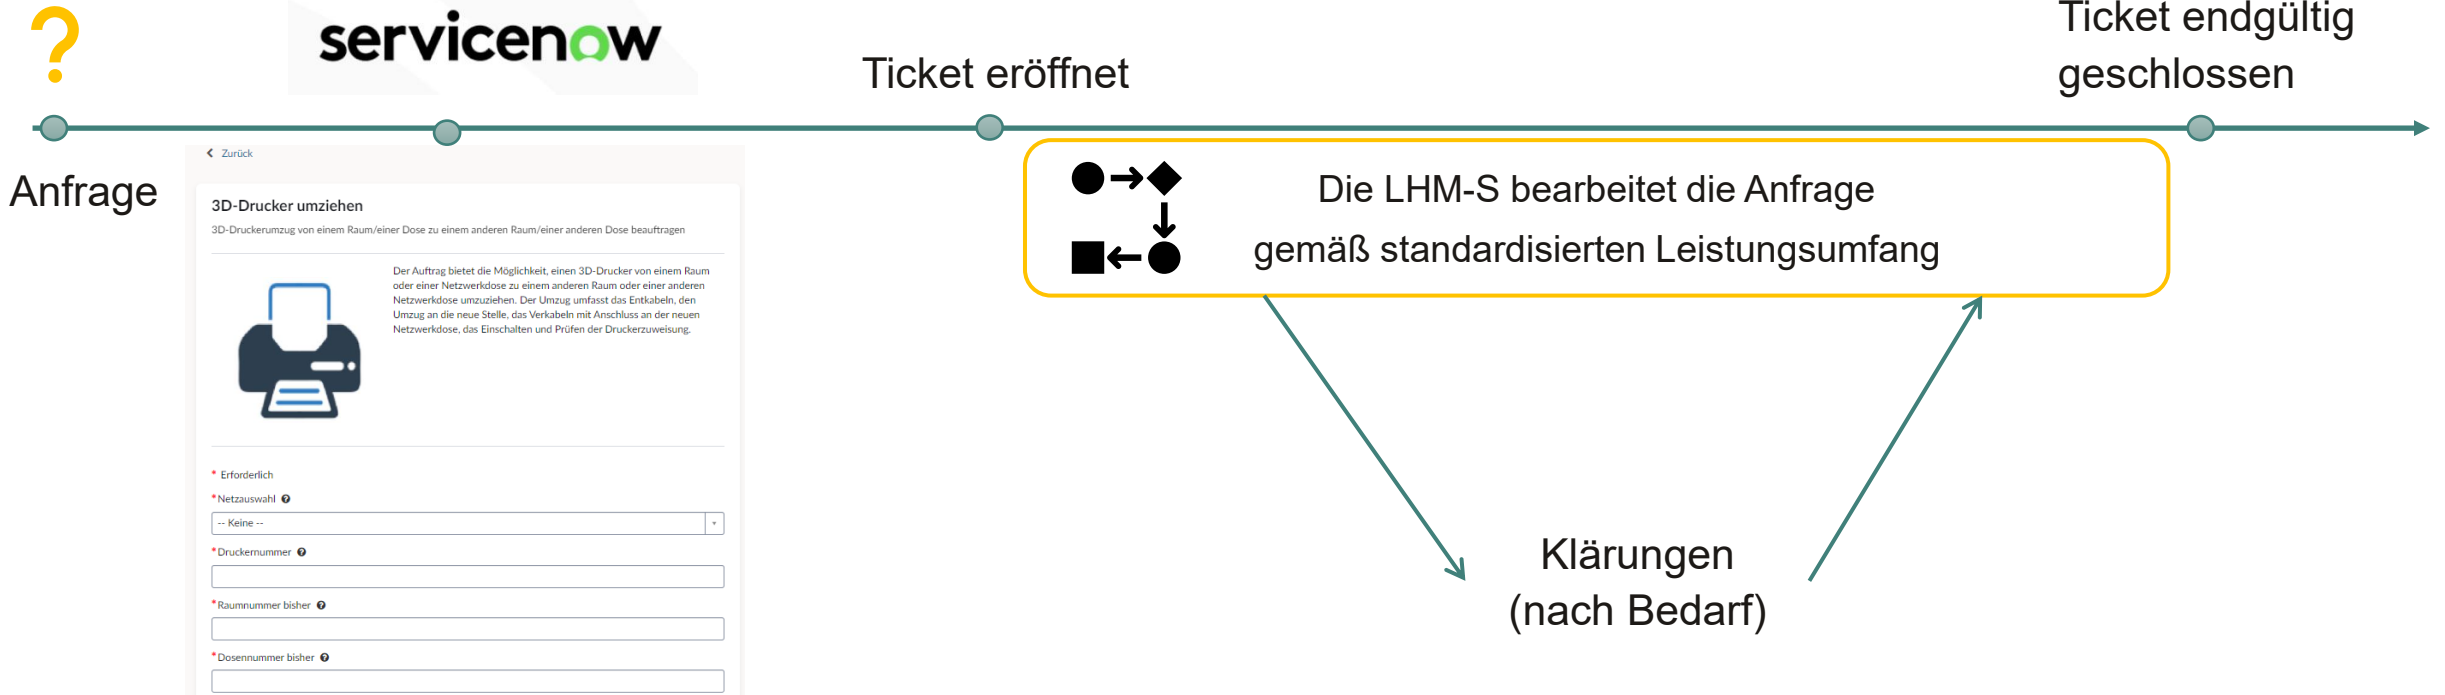 ?
servicenow
Ticket eröffnet
Ticket endgültig
geschlossen
Anfrage
Zurück
3D-Drucker umziehen
3D-Druckerumzug von einem Raum/einer Dose zu einem anderen Raum/einer anderen Dose beauftragen
Der Auftrag bietet die Möglichkeit, einen 3D-Drucker von einem Raum
oder einer Netzwerkdose zu einem anderen Raum oder einer anderen
Netzwerkdose umzuziehen. Der Umzug umfasst das Entkabeln, den
Umzug an die neue Stelle, das Verkabeln mit Anschluss an der neuen
Netzwerkdose, das Einschalten und Prüfen der Druckerzuweisung.
* Erforderlich
*Netzauswahl
-- Keine --
*Druckernummer
*Raumnummer bisher
*Dosennummer bisher
Die LHM-S bearbeitet die Anfrage
gemäß standardisierten Leistungsumfang
Klärungen
(nach Bedarf)